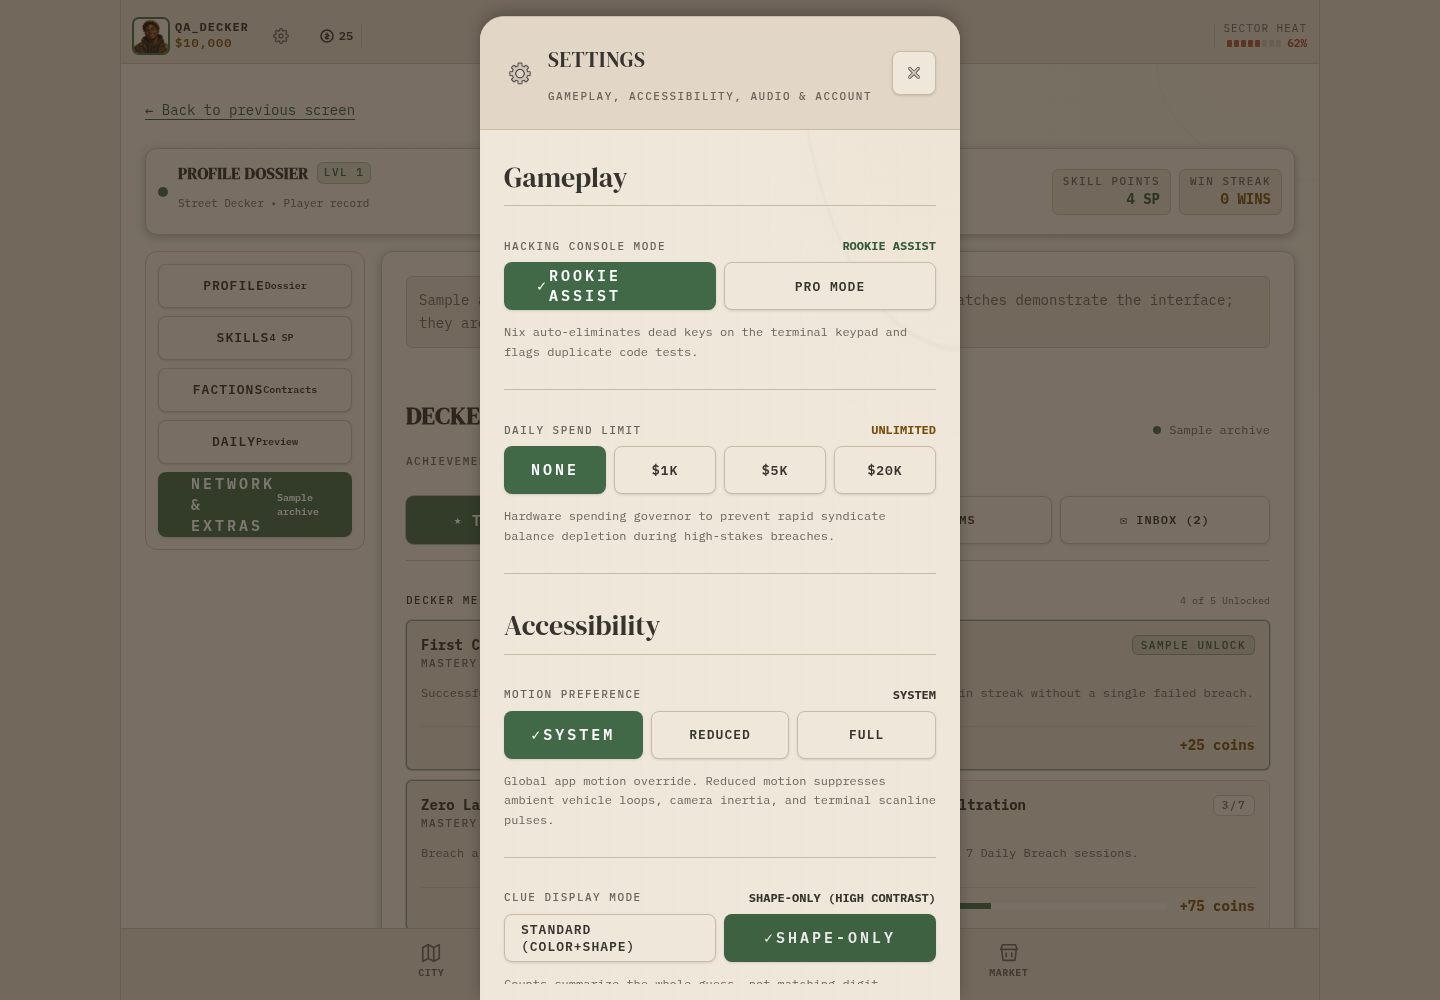 QA_DECKER
$10,000
25
SECTOR HEAT
62%
← Back to previous screen
PROFILE DOSSIER
LVL 1
Street Decker • Player record
SKILL POINTS
4 SP
WIN STREAK
0 WINS
PROFILE Dossier
SKILLS 4 SP
FACTIONS Contracts
DAILY Preview
NETWORK
&
EXTRAS
Sample
archive
Sample
atches demonstrate the interface;
they are
DECKE
Sample archive
ACHIEVEME
★ T
MS
✉ INBOX (2)
DECKER ME
4 of 5 Unlocked
First C
SAMPLE UNLOCK
MASTERY
Successf
in streak without a single failed breach.
+25 coins
Zero La
ltration
3/7
MASTERY
Breach a
7 Daily Breach sessions.
+75 coins
CITY
MARKET
SETTINGS
GAMEPLAY, ACCESSIBILITY, AUDIO & ACCOUNT
Gameplay
HACKING CONSOLE MODE
ROOKIE ASSIST
✓ROOKIE
ASSIST
PRO MODE
Nix auto-eliminates dead keys on the terminal keypad and
flags duplicate code tests.
DAILY SPEND LIMIT
UNLIMITED
NONE
$1K
$5K
$20K
Hardware spending governor to prevent rapid syndicate
balance depletion during high-stakes breaches.
Accessibility
MOTION PREFERENCE
SYSTEM
✓SYSTEM
REDUCED
FULL
Global app motion override. Reduced motion suppresses
ambient vehicle loops, camera inertia, and terminal scanline
pulses.
CLUE DISPLAY MODE
SHAPE-ONLY (HIGH CONTRAST)
STANDARD
(COLOR+SHAPE)
✓SHAPE-ONLY
Counts summarize the whole guess, not matching digit